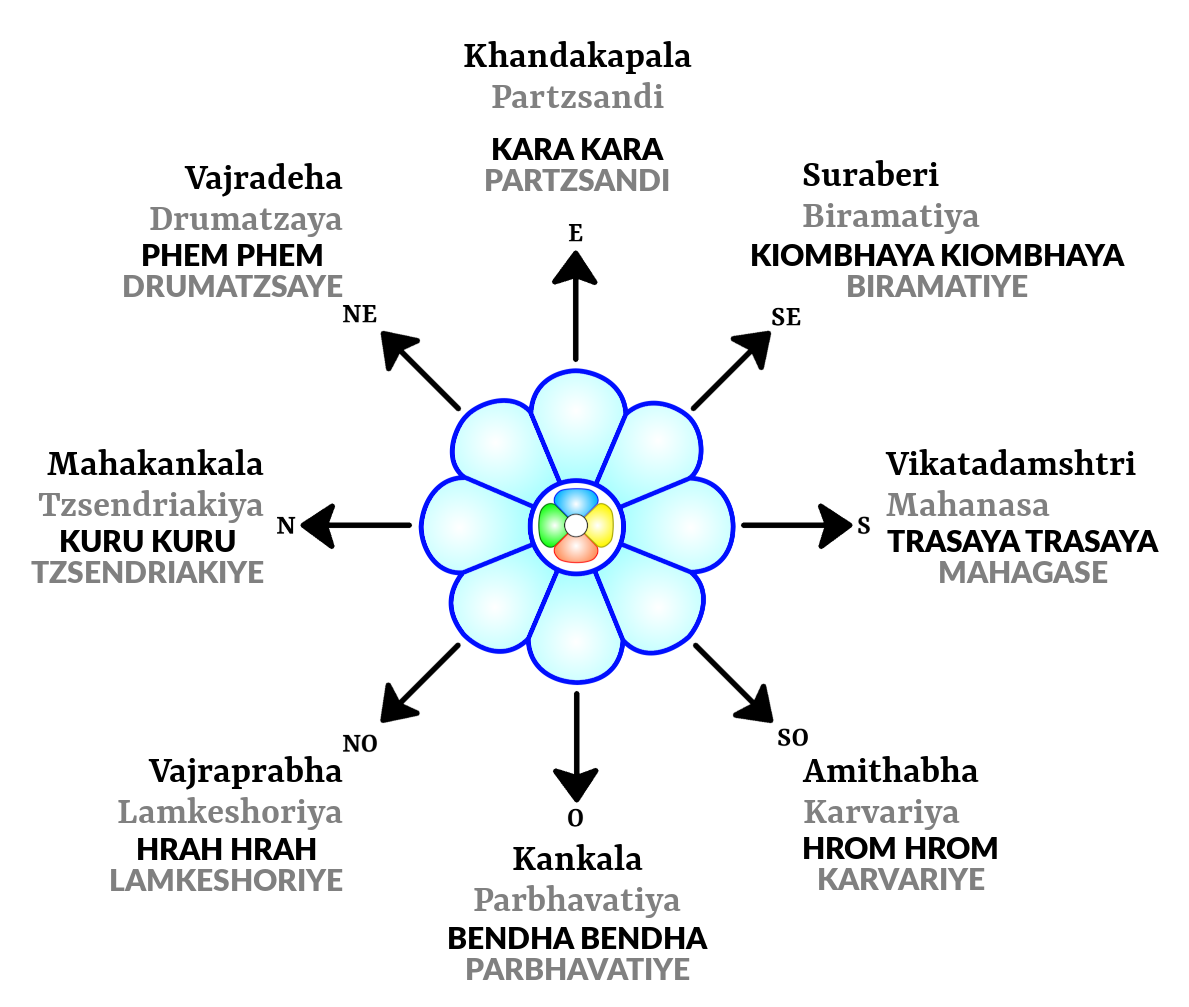 Khandakapala
Partzsandi
KARA KARA
PARTZSANDI
E
Vajradeha
Drumatzaya
PHEM PHEM
DRUMATZSAYE
NE
Suraberi
Biramatiya
KIOMBHAYA KIOMBHAYA
BIRAMATIYE
SE
Mahakankala
Tzsendriakiya
KURU KURU
TZSENDRIAKIYE
N
Vikatadamshtri
Mahanasa
TRASAYA TRASAYA
MAHAGASE
S
NO
Vajraprabha
Lamkeshoriya
HRAH HRAH
LAMKESHORIYE
O
Kankala
Parbhavatiya
BENDHA BENDHA
PARBHAVATIYE
SO
Amithabha
Karvariya
HROM HROM
KARVARIYE